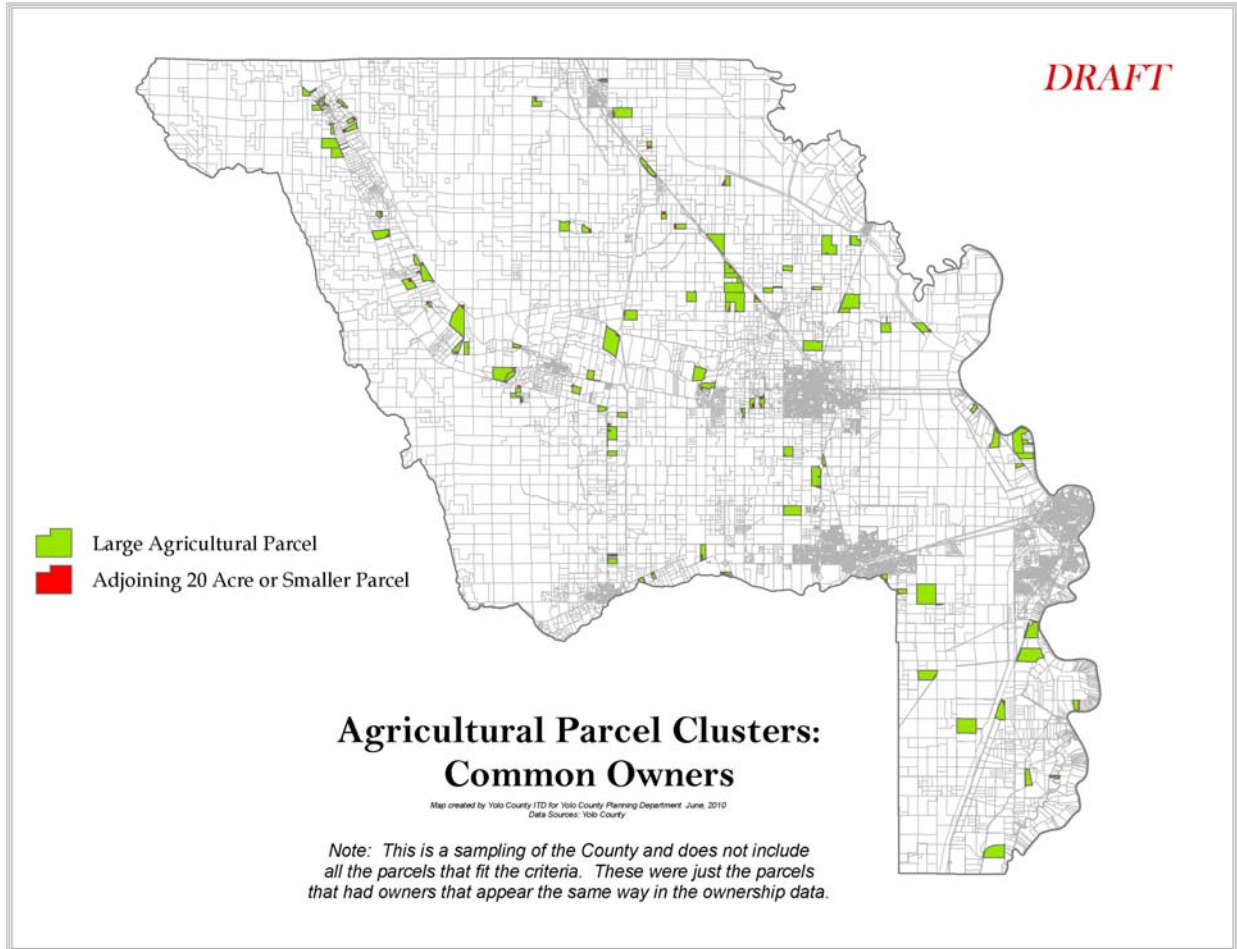 DRAFT
Large Agricultural Parcel
Adjoining 20 Acre or Smaller Parcel
Agricultural Parcel Clusters:
Common Owners
Map created by Yolo County ITD for Yolo County Planning Department June, 2010
Data Sources: Yolo County
Note: This is a sampling of the County and does not include
all the parcels that fit the criteria. These were just the parcels
that had owners that appear the same way in the ownership data.